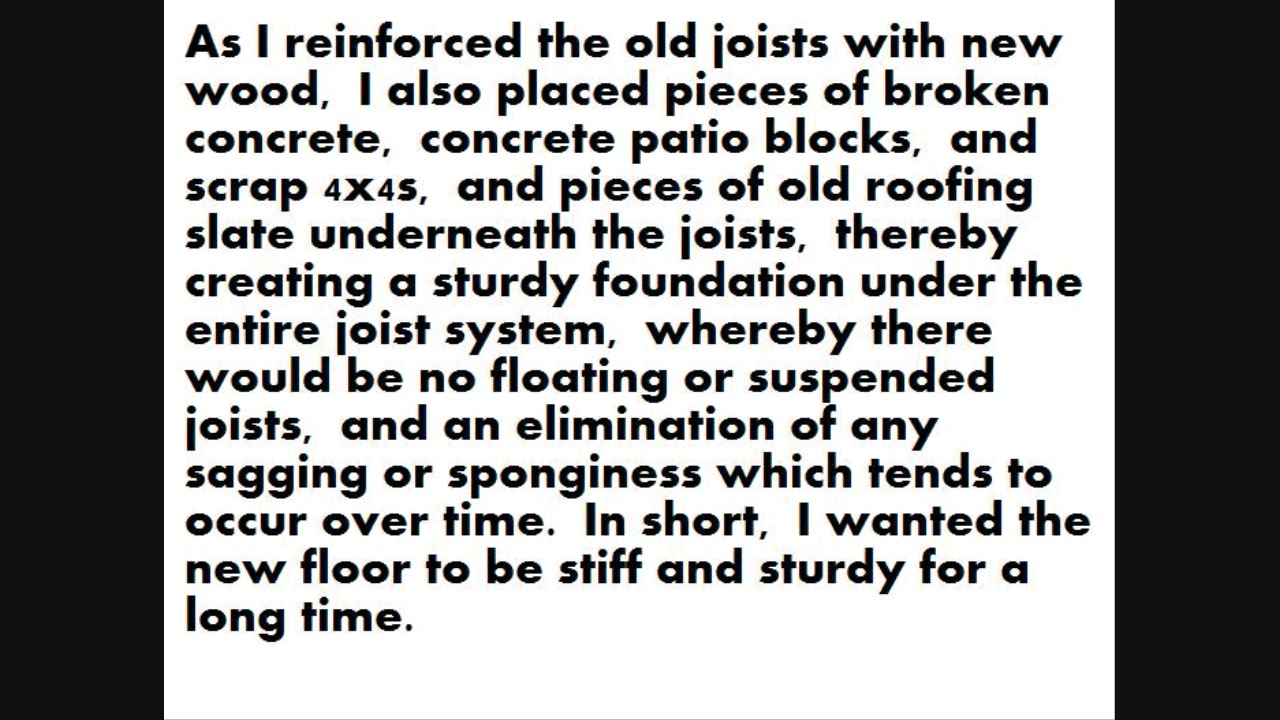 As I reinforced the old joists with new
wood,  I also placed pieces of broken
concrete,  concrete patio blocks,  and
scrap 4x4s,  and pieces of old roofing
slate underneath the joists,  thereby
creating a sturdy foundation under the
entire joist system,  whereby there
would be no floating or suspended
joists,  and an elimination of any
sagging or sponginess which tends to
occur over time.  In short,  I wanted the
new floor to be stiff and sturdy for a
long time.